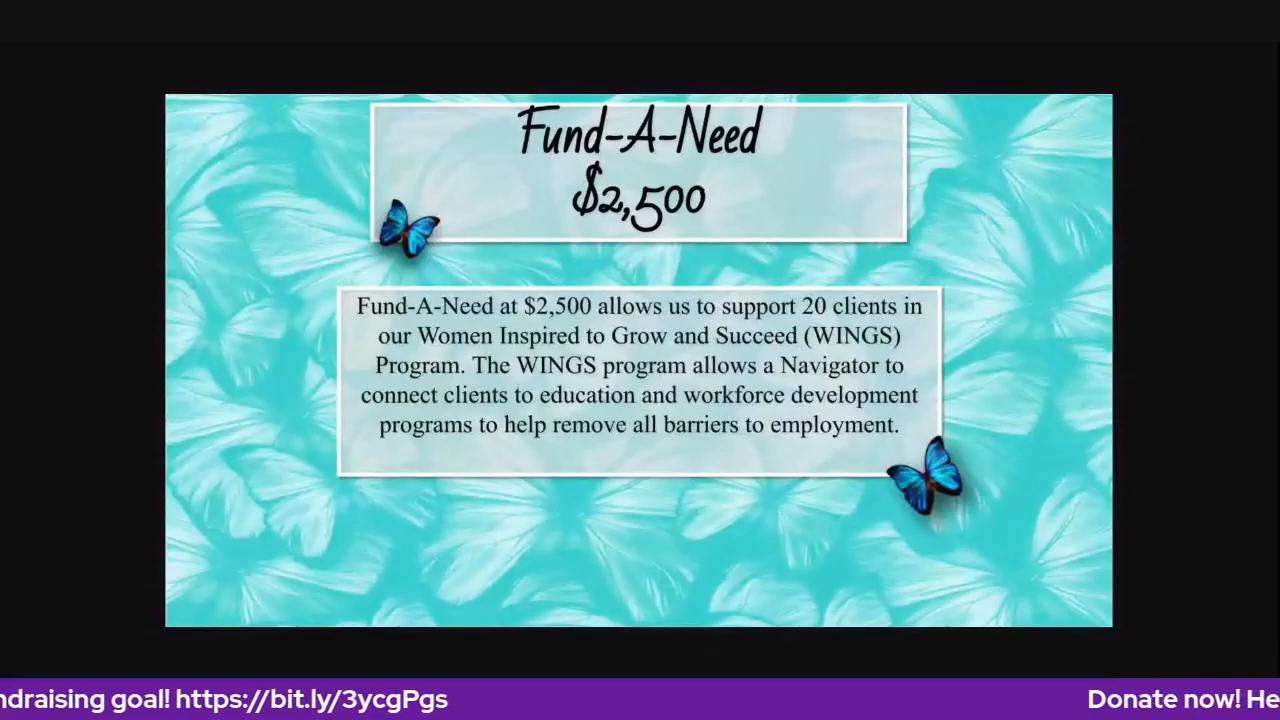 Fund-A-Need
$2,500
Fund-A-Need at $2,500 allows us to support 20 clients in
our Women Inspired to Grow and Succeed (WINGS)
Program. The WINGS program allows a Navigator to
connect clients to education and workforce development
programs to help remove all barriers to employment.
ndraising goal! https://bit.ly/3ycgPgs
Donate now! He